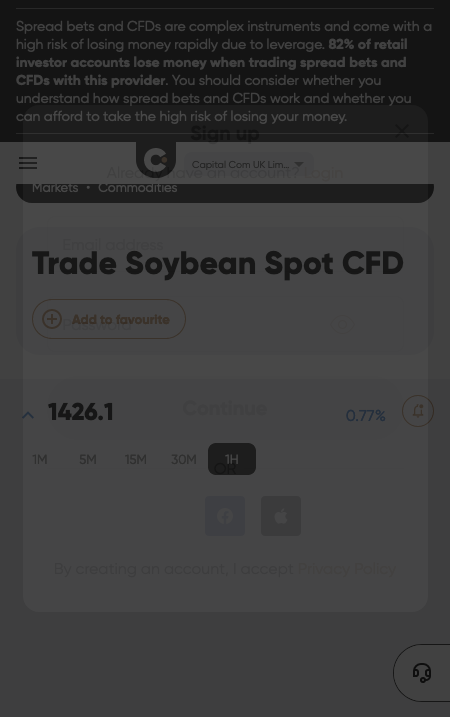 Spread bets and CFDs are complex instruments and come with a
high risk of losing money rapidly due to leverage. 82% of retail
investor accounts lose money when trading spread bets and
CFDs with this provider. You should consider whether you
understand how spread bets and CFDs work and whether you
can afford to take the high risk of losing your money.
Sign up
Capital Com UK Lim...
Already have an account? Login
Markets • Commodities
Email address
Trade Soybean Spot CFD
Add to favourite
Password
1426.1
Continue
0.77%
1M 5M 15M 30M 1H
OR
By creating an account, I accept Privacy Policy